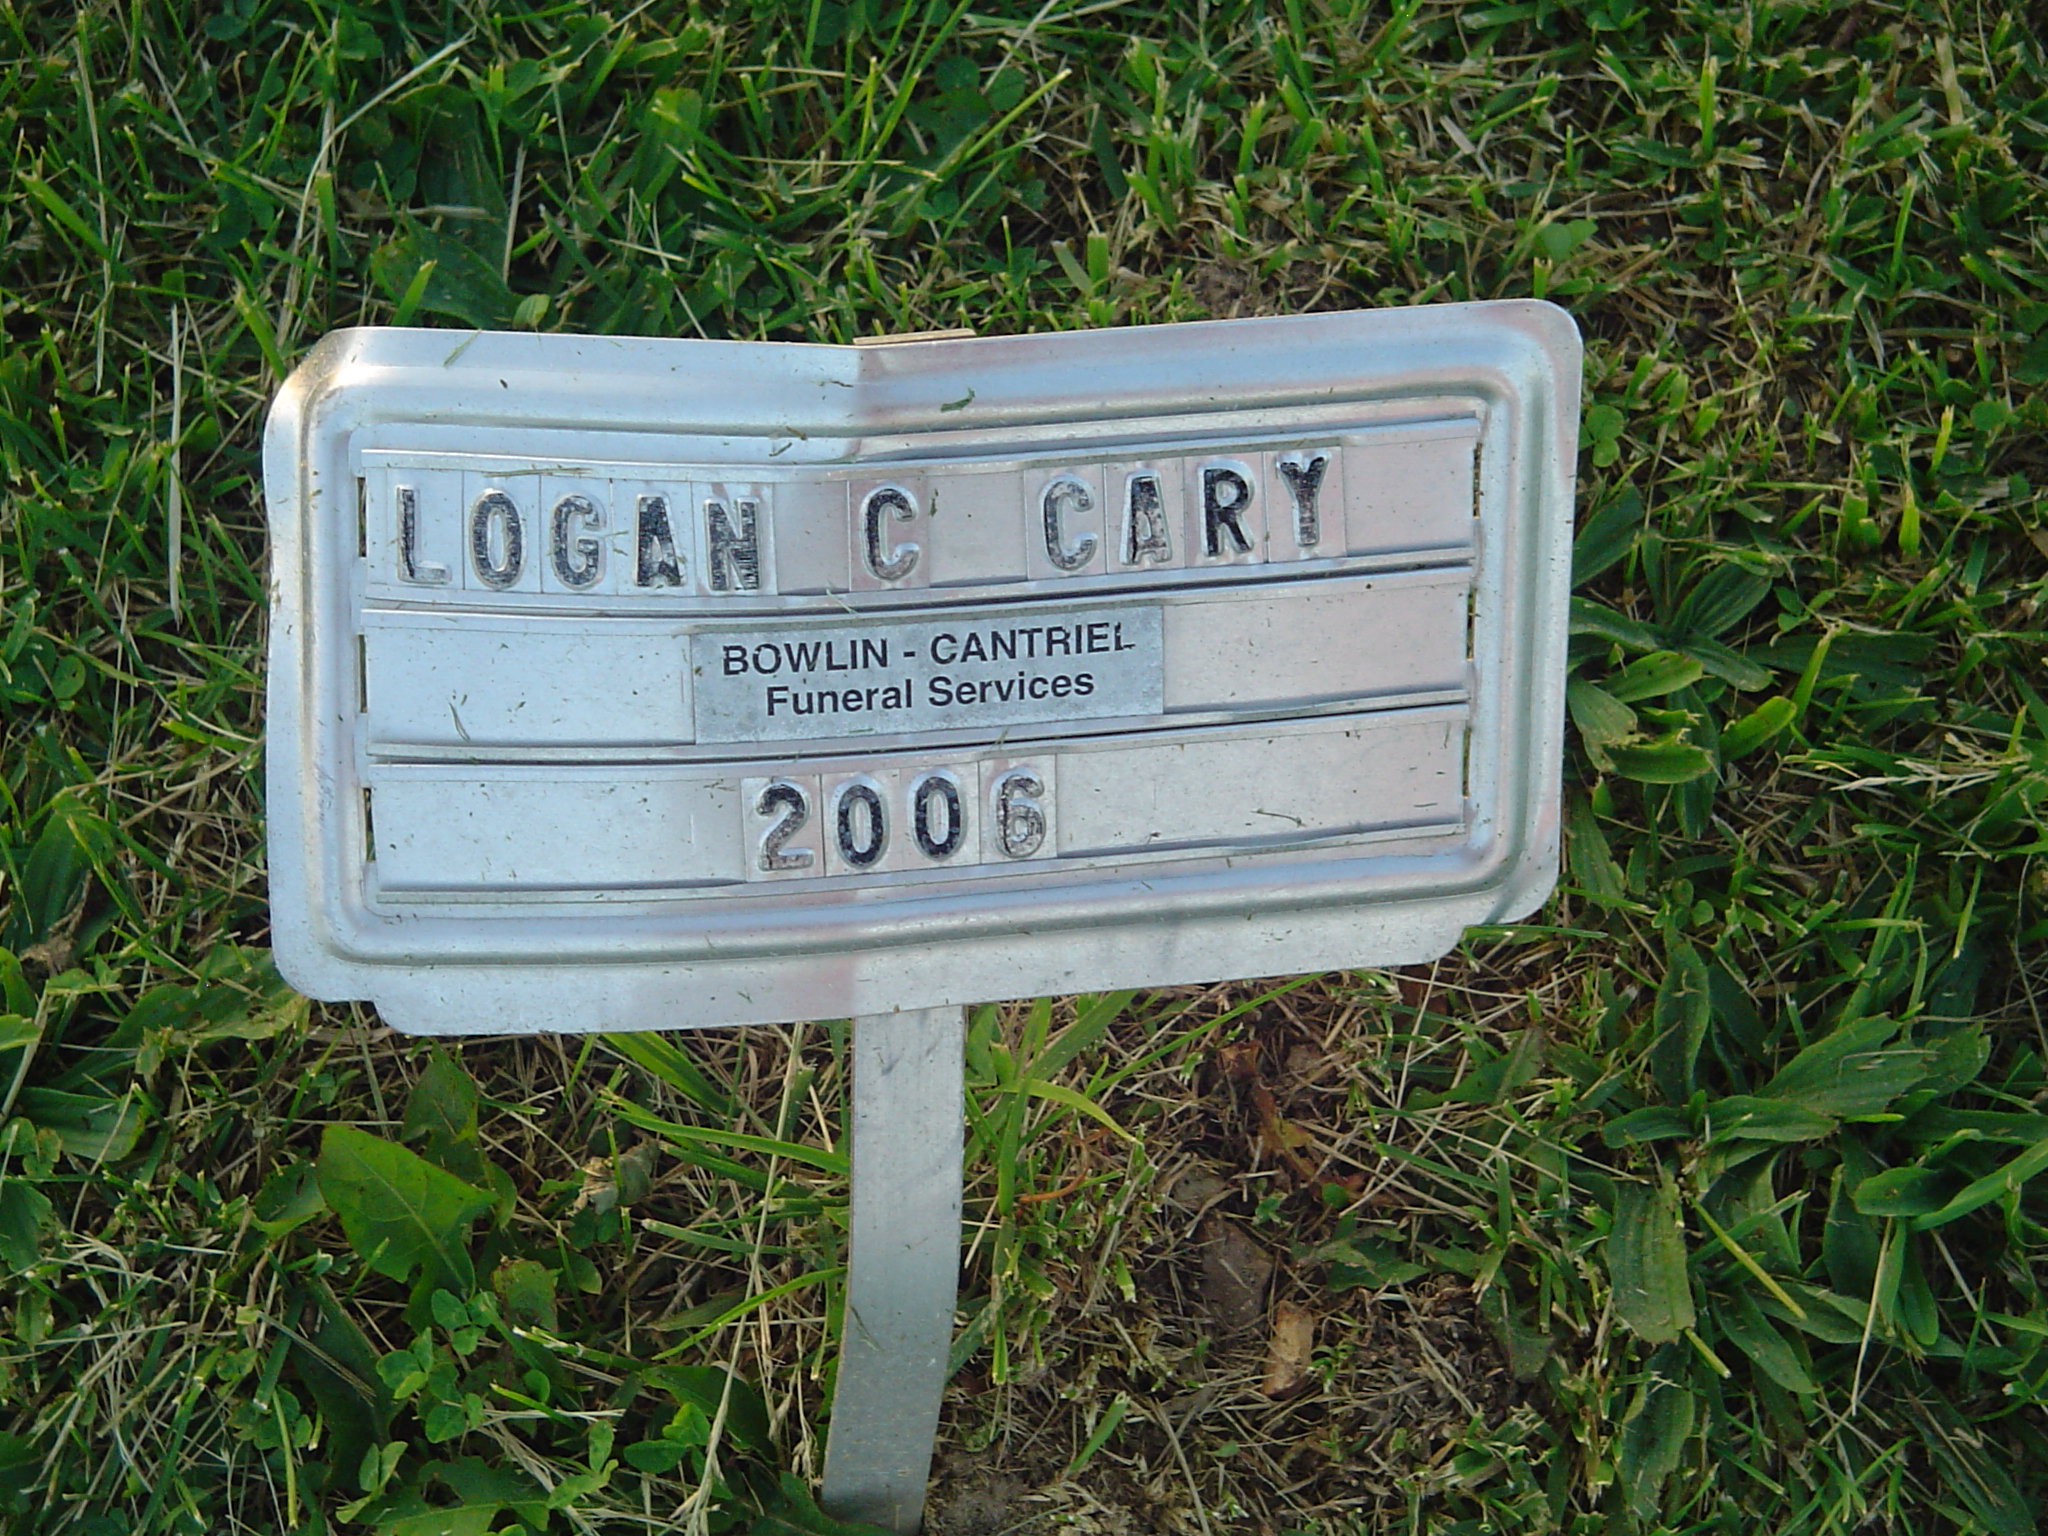 LOGAN C CARY
BOWLIN - CANTRIEL
Funeral Services
2006